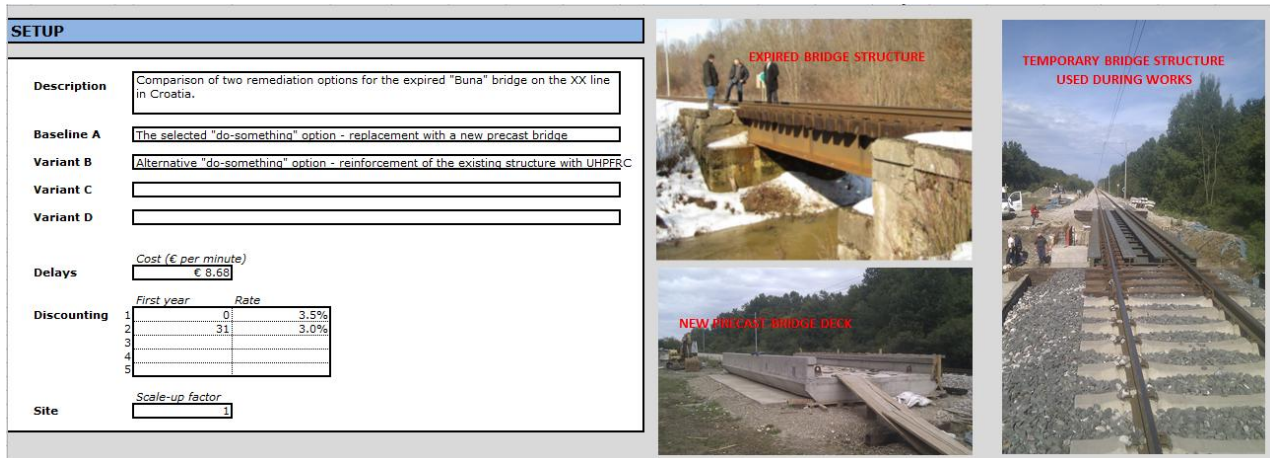 SETUP
Description
Comparison of two remediation options for the expired "Buna" bridge on the XX line
in Croatia.
Baseline A
The selected "do-something" option - replacement with a new precast bridge
Variant B
Alternative "do-something" option - reinforcement of the existing structure with UHPFRC
Variant C
Variant D
Cost (€ per minute)
Delays
€ 8.68
First year Rate
Discounting 1 0 3.5%
2 31 3.0%
3
4
5
Scale-up factor
Site
1
EXPIRED BRIDGE STRUCTURE
NEW PRECAST BRIDGE DECK
TEMPORARY BRIDGE STRUCTURE
USED DURING WORKS